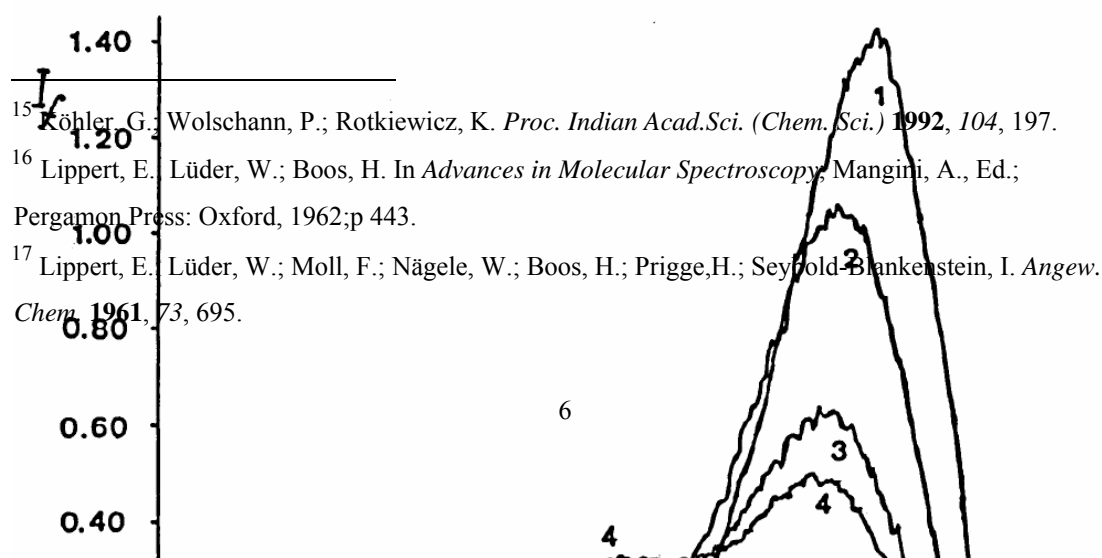 1.40
I_f
15 Köhler, G.; Wolschann, P.; Rotkiewicz, K. Proc. Indian Acad.Sci. (Chem. Sci.) 1992, 104, 197.
1
1.20
16 Lippert, E. Lüder, W.; Boos, H. In Advances in Molecular Spectroscopy; Mangini, A., Ed.;
Pergamon Press: Oxford, 1962;p 443.
1.00
17 Lippert, E. Lüder, W.; Moll, F.; Nägele, W.; Boos, H.; Prigge,H.; Seybold-Blankenstein, I. Angew.
2
Chem. 1961, 73, 695.
0.80
6
0.60
3
4
0.40
4